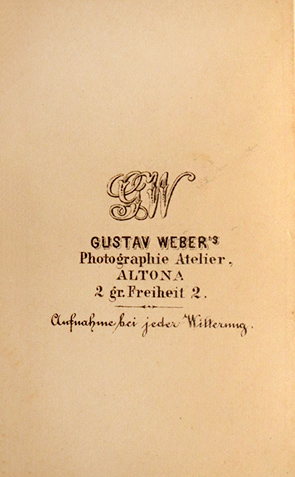 GW
GUSTAV WEBER'S
Photographie Atelier,
ALTONA
2 gr. Freiheit 2.
Aufnahme bei jeder Witterung.